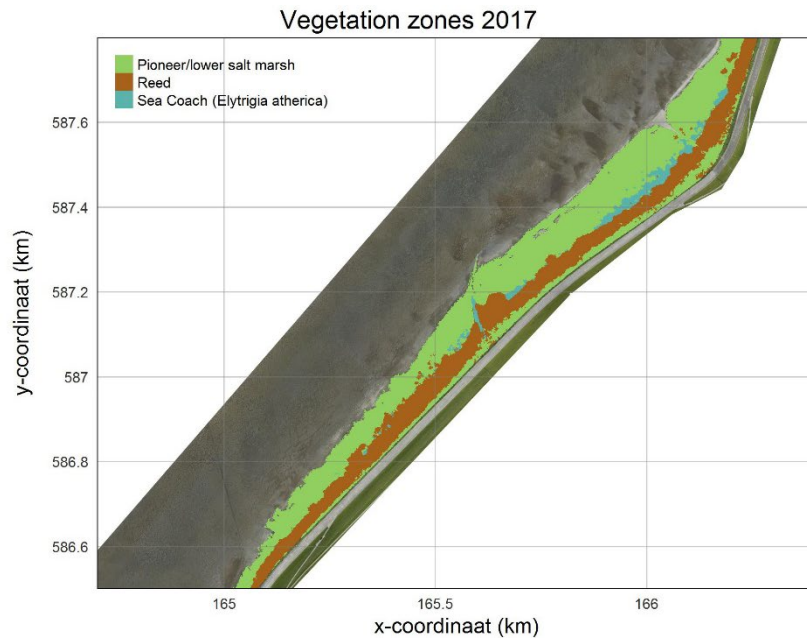 Vegetation zones 2017
Pioneer/lower salt marsh
Reed
Sea Coach (Elytrigia atherica)
587.6
587.4
587.2
587
586.8
586.6
y-coordinaat (km)
165
165.5
166
x-coordinaat (km)